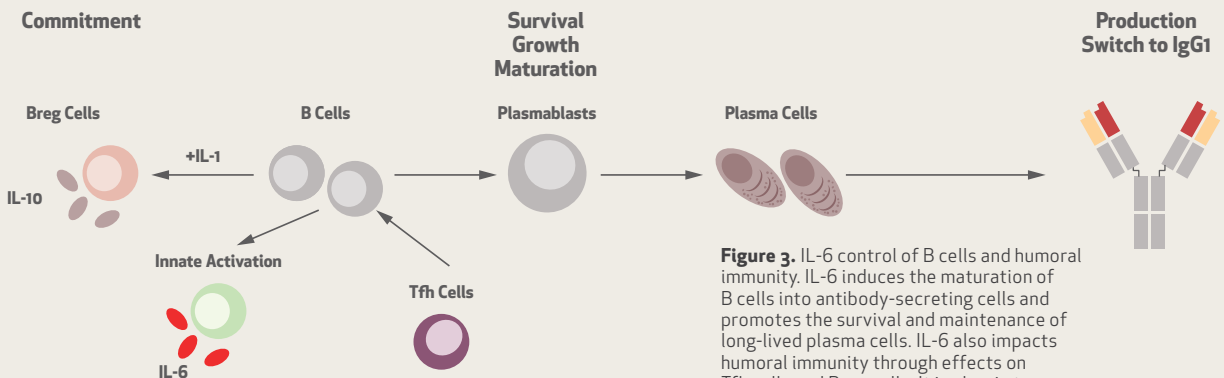 Commitment
Survival
Growth
Maturation
Production
Switch to IgG1
Breg Cells
B Cells
Plasmablasts
Plasma Cells
+IL-1
IL-10
Innate Activation
Tfh Cells
IL-6
Figure 3. IL-6 control of B cells and humoral
immunity. IL-6 induces the maturation of
B cells into antibody-secreting cells and
promotes the survival and maintenance of
long-lived plasma cells. IL-6 also impacts
humoral immunity through effects on